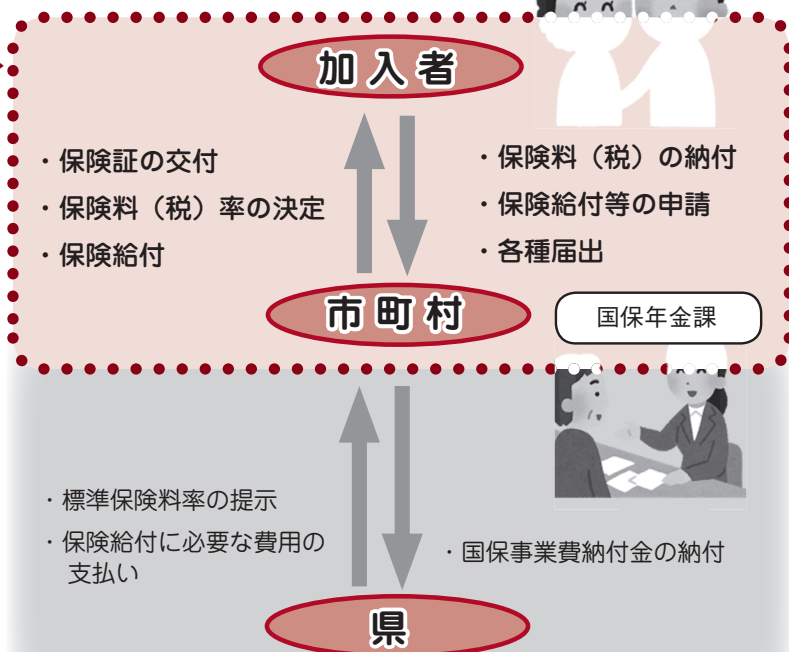 加入者
・保険証の交付
・保険料（税）率の決定
・保険給付
・保険料（税）の納付
・保険給付等の申請
・各種届出
市町村
国保年金課
・標準保険料率の提示
・保険給付に必要な費用の
支払い
・国保事業費納付金の納付
県